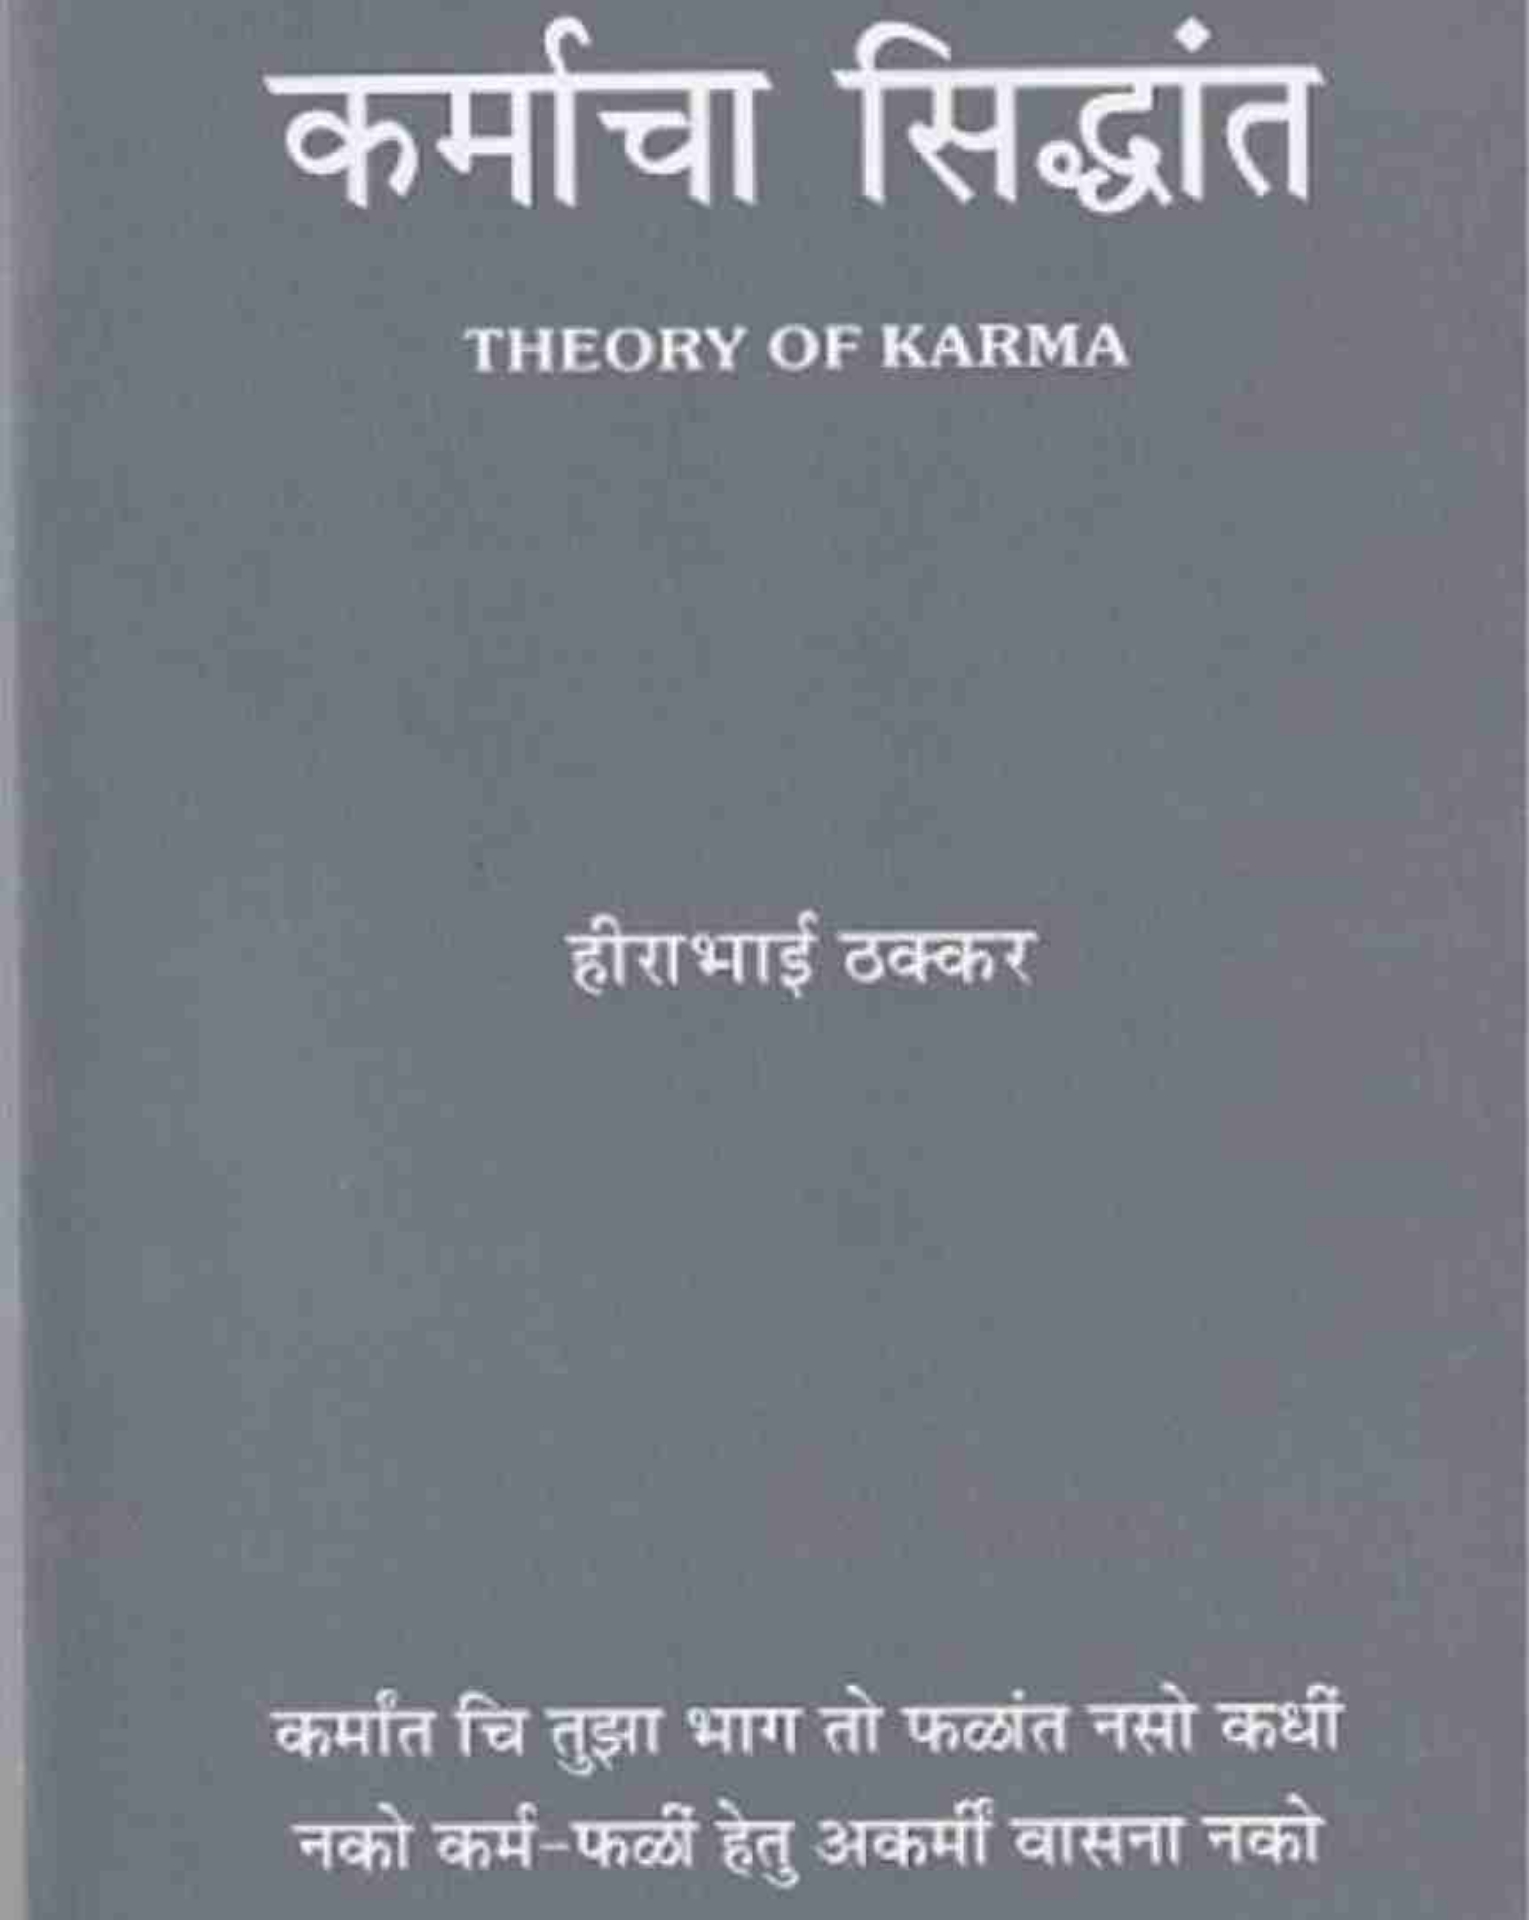 कर्माचा सिद्धांत
THEORY OF KARMA
हीराभाई ठक्कर
कर्मांत चि तुझा भाग तो फळांत नसो कधीं
नको कर्म-फळीं हेतु अकर्मीं वासना नको